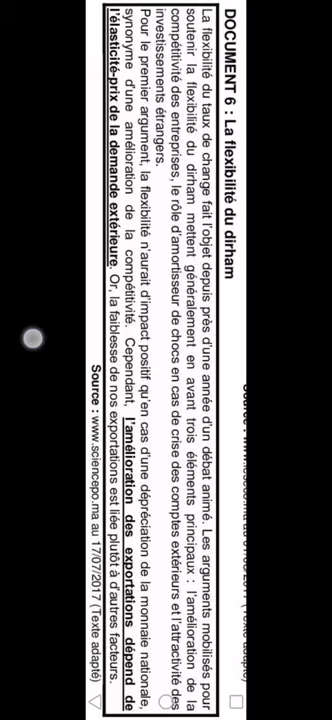 DOCUMENT 6 : La flexibilité du dirham
La flexibilité du taux de change fait l'objet depuis près d'une année d'un débat animé. Les arguments mobilisés pour
soutenir la flexibilité du dirham mettent généralement en avant trois éléments principaux : l'amélioration de la
compétitivité des entreprises, le rôle d'amortisseur de chocs en cas de crise des comptes extérieurs et l'attractivité des
investissements étrangers.
Pour le premier argument, la flexibilité n'aurait d'impact positif qu'en cas d'une dépréciation de la monnaie nationale,
synonyme d'une amélioration de la compétitivité. Cependant, l'amélioration des exportations dépend de
l'élasticité-prix de la demande extérieure. Or, la faiblesse de nos exportations est liée plutôt à d'autres facteurs.
Source : www.sciencepo.ma au 17/07/2017 (Texte adapté)